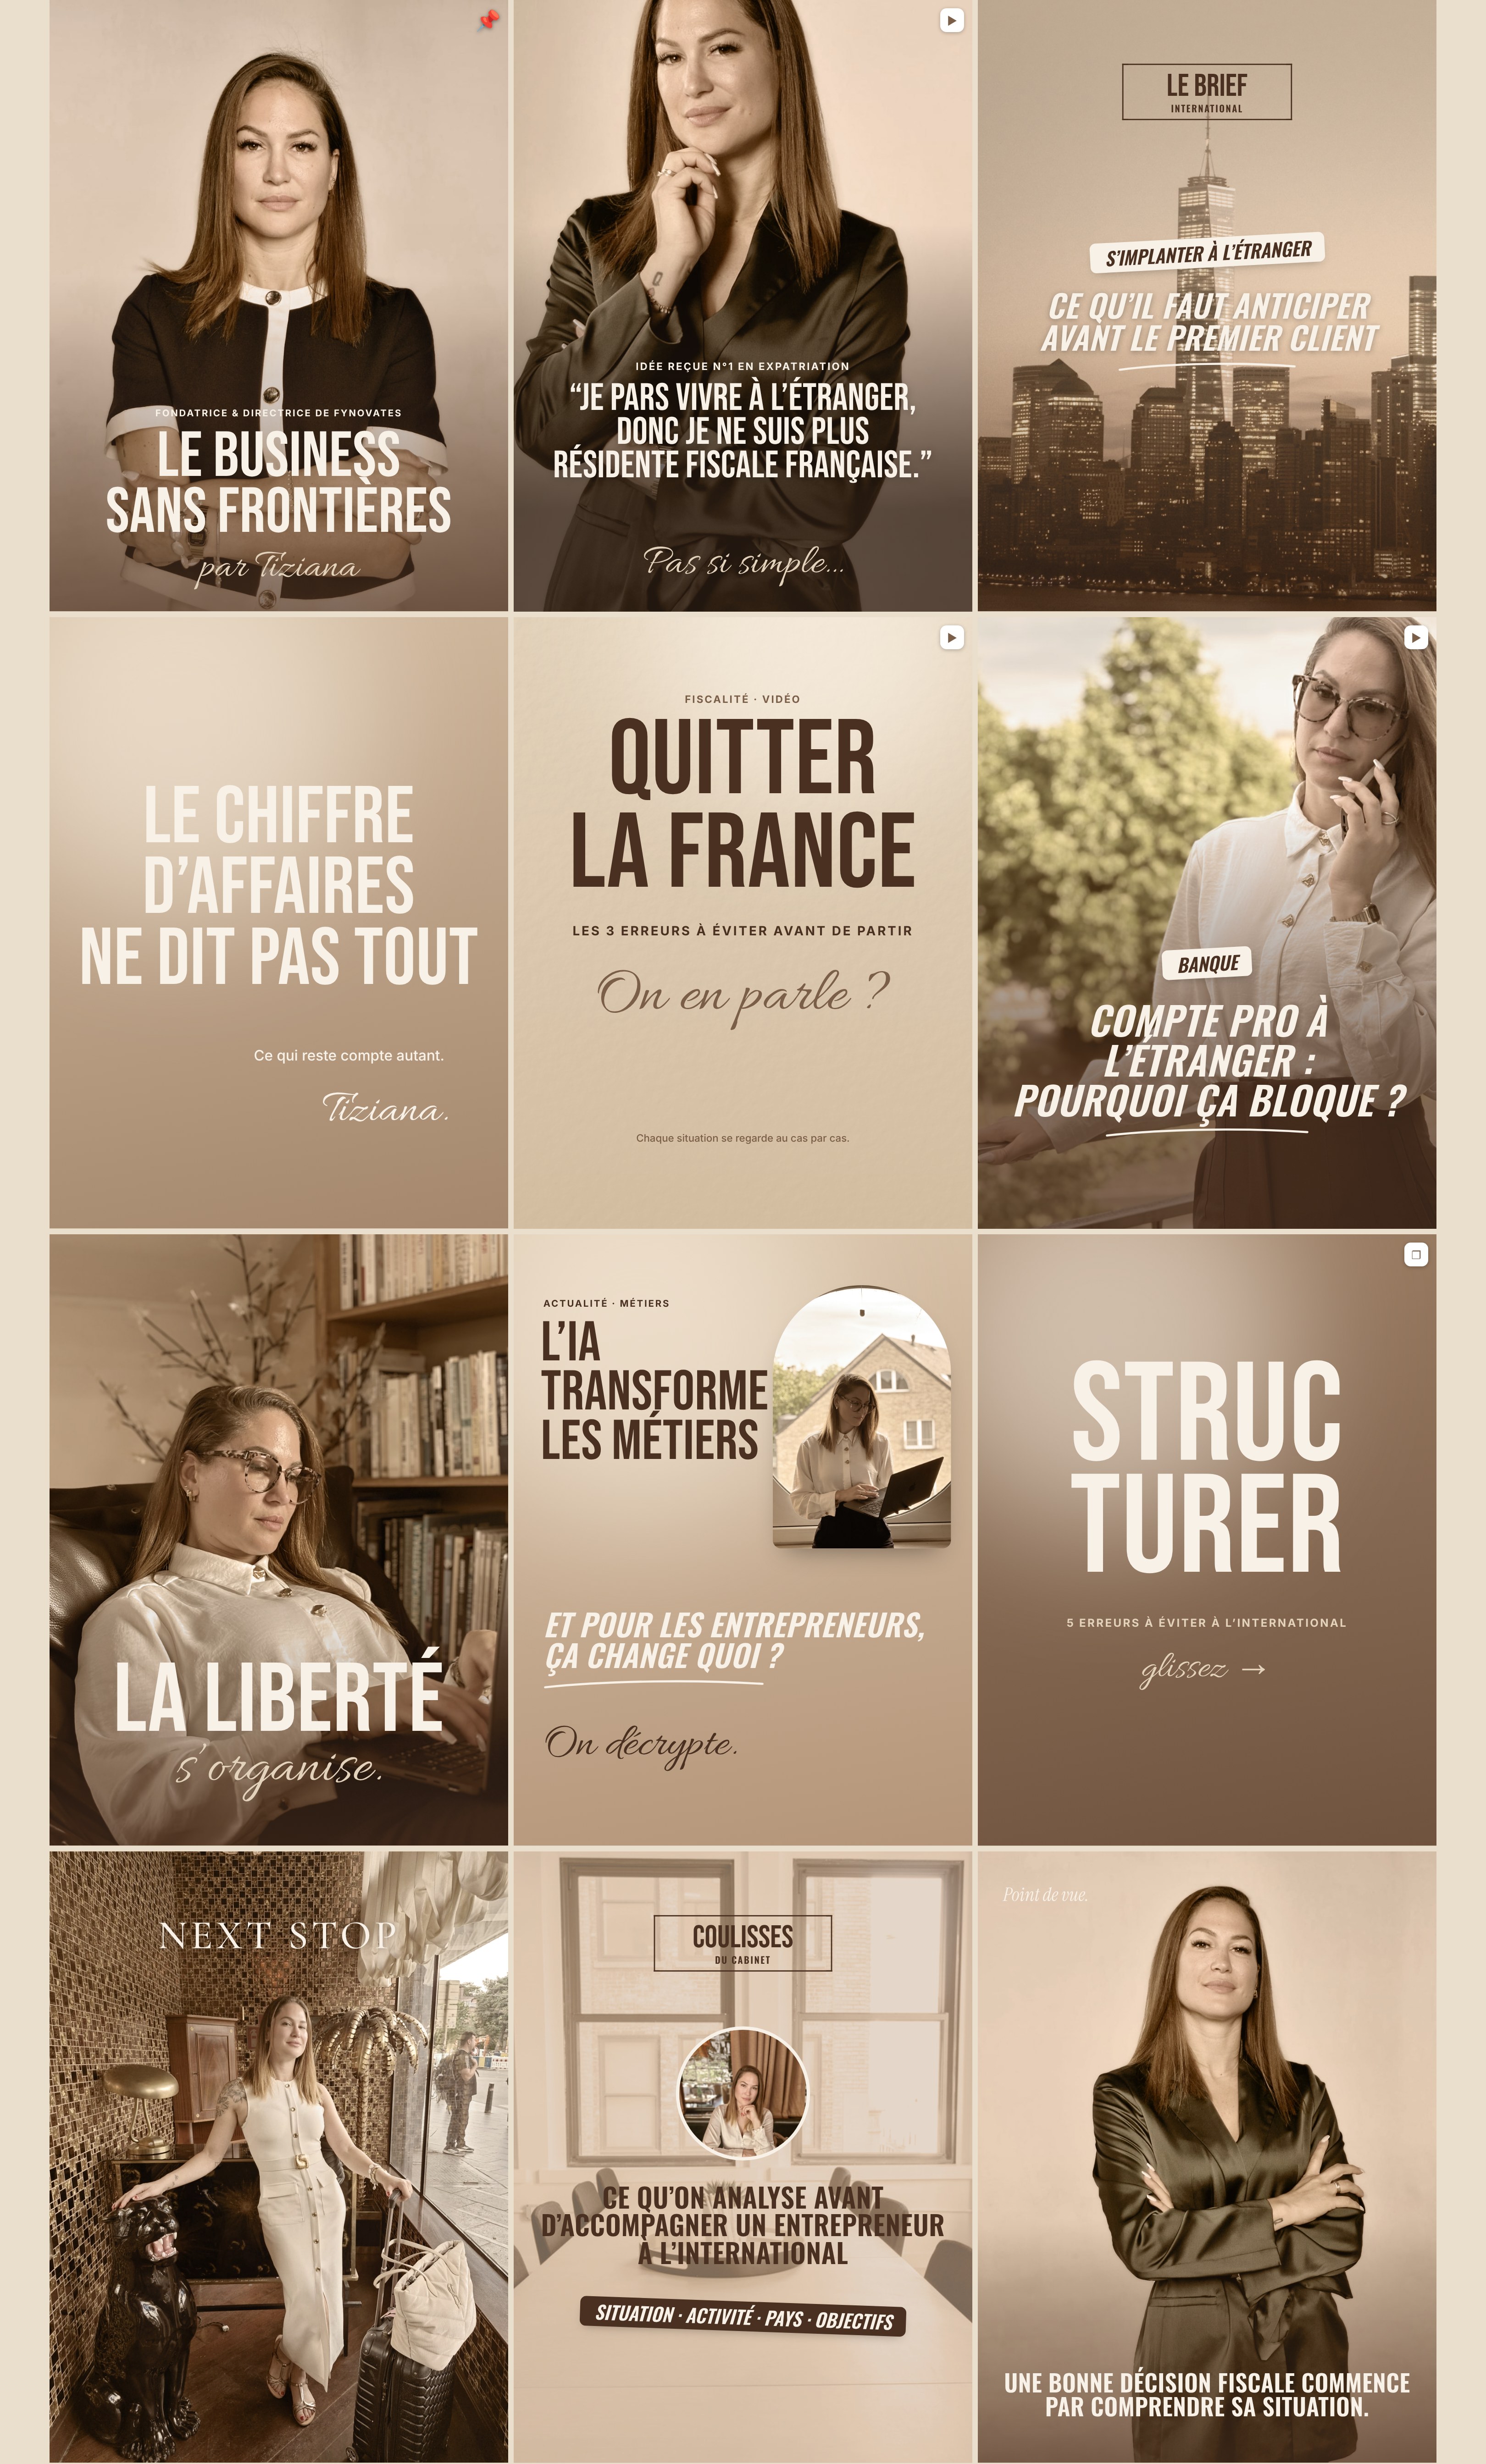 FONDATRICE & DIRECTRICE DE FYNOVATES
LE BUSINESS
SANS FRONTIÈRES
par Tiziana
IDÉE REÇUE N°1 EN EXPATRIATION
“JE PARS VIVRE À L’ÉTRANGER,
DONC JE NE SUIS PLUS
RÉSIDENTE FISCALE FRANÇAISE.”
Pas si simple...
LE BRIEF
INTERNATIONAL
S’IMPLANTER À L’ÉTRANGER
CE QU’IL FAUT ANTICIPER
AVANT LE PREMIER CLIENT
LE CHIFFRE
D’AFFAIRES
NE DIT PAS TOUT
Ce qui reste compte autant.
Tiziana.
FISCALITÉ · VIDÉO
QUITTER
LA FRANCE
LES 3 ERREURS À ÉVITER AVANT DE PARTIR
On en parle ?
Chaque situation se regarde au cas par cas.
BANQUE
COMPTE PRO À
L’ÉTRANGER :
POURQUOI ÇA BLOQUE ?
LA LIBERTÉ
s’organise.
ACTUALITÉ · MÉTIERS
L’IA
TRANSFORME
LES MÉTIERS
ET POUR LES ENTREPRENEURS,
ÇA CHANGE QUOI ?
On décrypte.
STRUC
TURER
5 ERREURS À ÉVITER À L’INTERNATIONAL
glissez →
NEXT STOP
COULISSES
DU CABINET
CE QU’ON ANALYSE AVANT
D’ACCOMPAGNER UN ENTREPRENEUR
À L’INTERNATIONAL
SITUATION · ACTIVITÉ · PAYS · OBJECTIFS
Point de vue.
UNE BONNE DÉCISION FISCALE COMMENCE
PAR COMPRENDRE SA SITUATION.